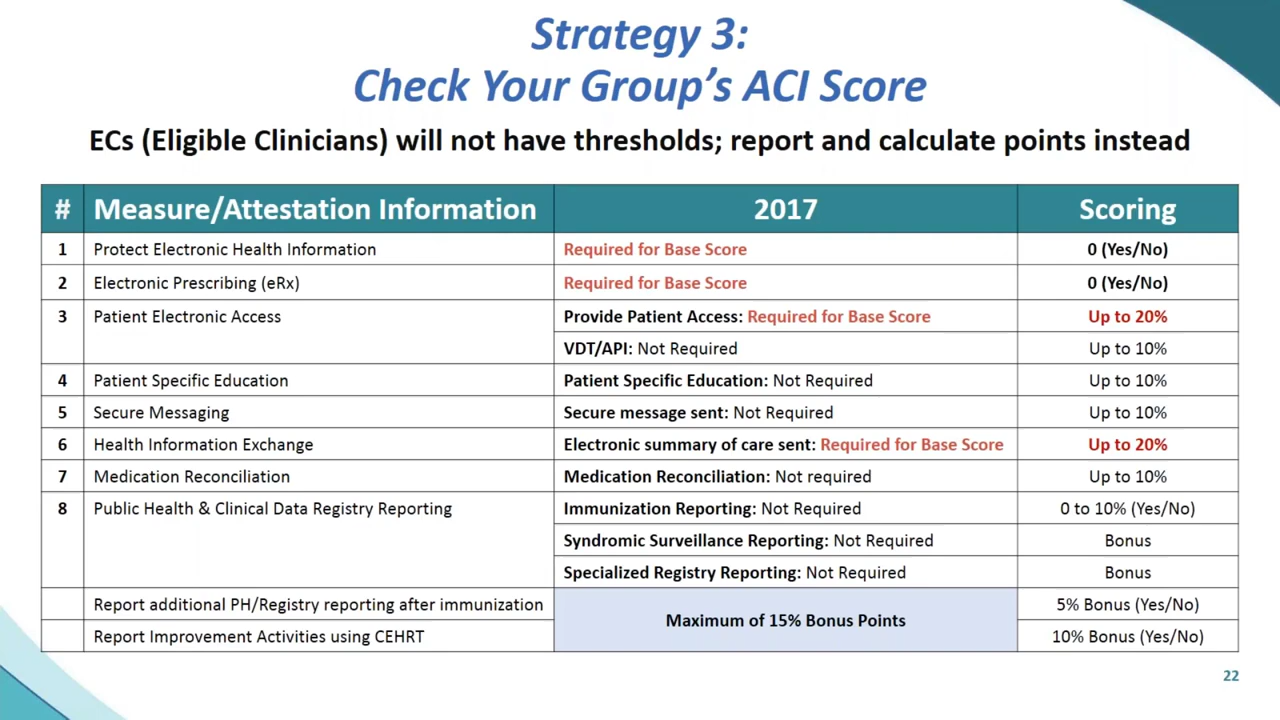 Strategy 3:
Check Your Group's ACI Score
ECs (Eligible Clinicians) will not have thresholds; report and calculate points instead
# Measure/Attestation Information 2017 Scoring
1 Protect Electronic Health Information Required for Base Score 0 (Yes/No)
2 Electronic Prescribing (eRx) Required for Base Score 0 (Yes/No)
3 Patient Electronic Access Provide Patient Access: Required for Base Score Up to 20%
VDT/API: Not Required Up to 10%
4 Patient Specific Education Patient Specific Education: Not Required Up to 10%
5 Secure Messaging Secure message sent: Not Required Up to 10%
6 Health Information Exchange Electronic summary of care sent: Required for Base Score Up to 20%
7 Medication Reconciliation Medication Reconciliation: Not required Up to 10%
8 Public Health & Clinical Data Registry Reporting Immunization Reporting: Not Required 0 to 10% (Yes/No)
Syndromic Surveillance Reporting: Not Required Bonus
Specialized Registry Reporting: Not Required Bonus
Report additional PH/Registry reporting after immunization 5% Bonus (Yes/No)
Maximum of 15% Bonus Points
Report Improvement Activities using CEHRT 10% Bonus (Yes/No)
22